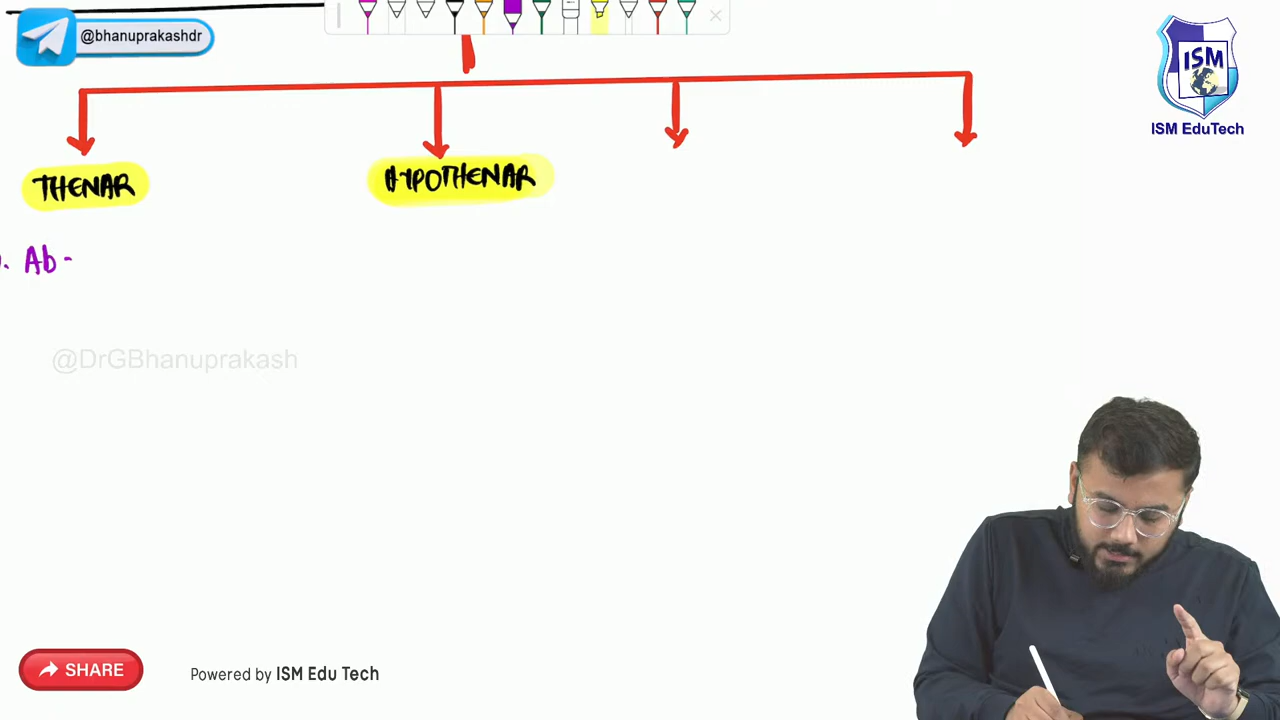 @bhanuprakashdr
ISM
ISM EduTech
THENAR
HYPOTHENAR
. Ab -
@DrGBhanuprakash
SHARE
Powered by ISM Edu Tech